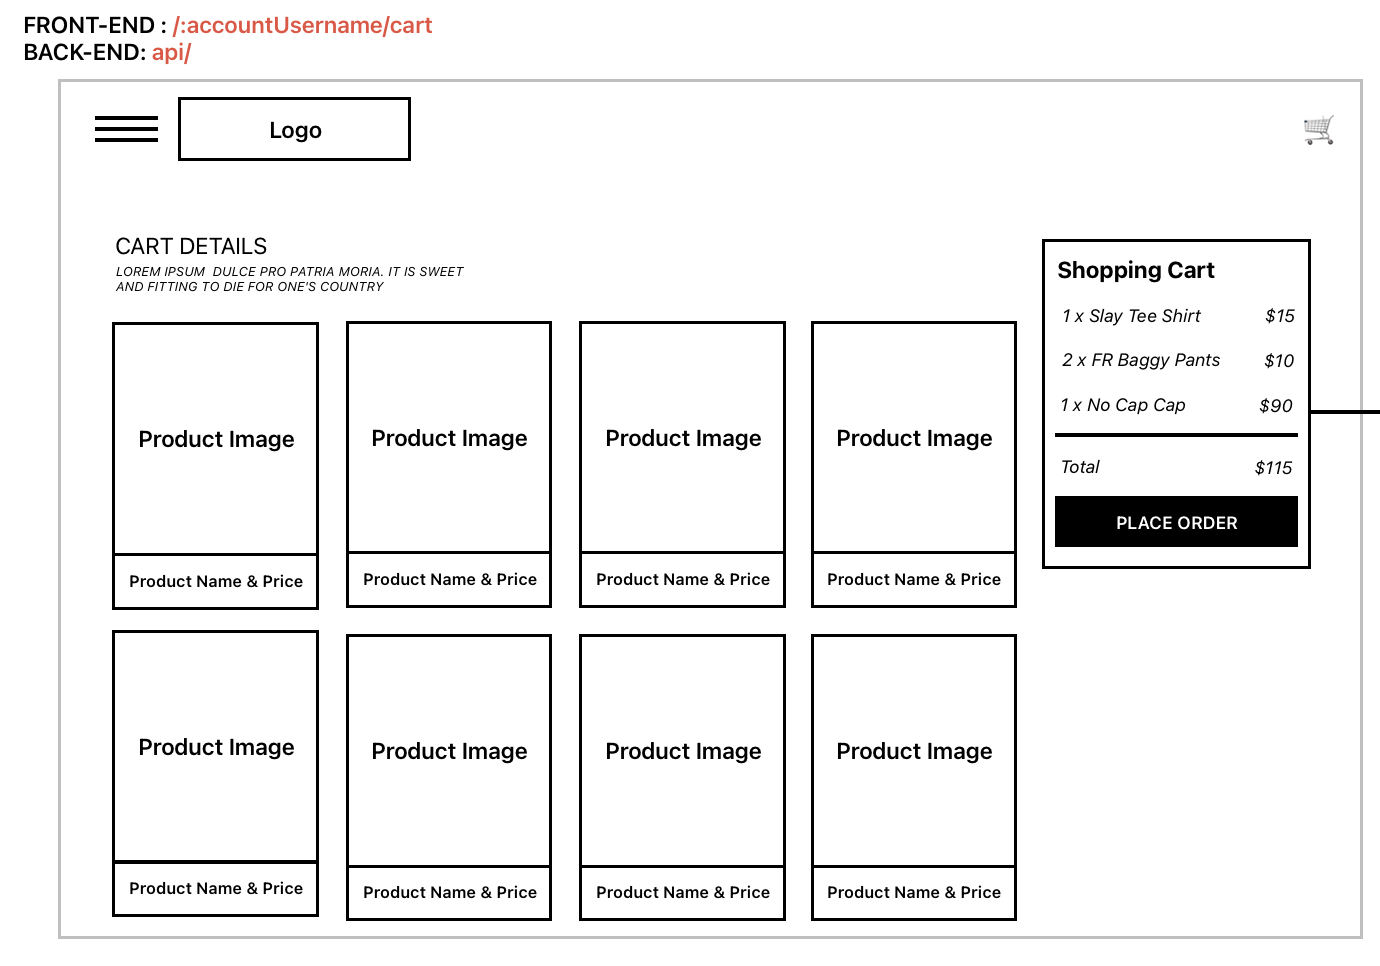 FRONT-END : /:accountUsername/cart
BACK-END: api/
Logo
CART DETAILS
LOREM IPSUM  DULCE PRO PATRIA MORIA. IT IS SWEET
AND FITTING TO DIE FOR ONE'S COUNTRY
Product Image
Product Image
Product Image
Product Image
Product Name & Price
Product Name & Price
Product Name & Price
Product Name & Price
Product Image
Product Image
Product Image
Product Image
Product Name & Price
Product Name & Price
Product Name & Price
Product Name & Price
Shopping Cart
1 x Slay Tee Shirt $15
2 x FR Baggy Pants $10
1 x No Cap Cap $90
Total $115
PLACE ORDER